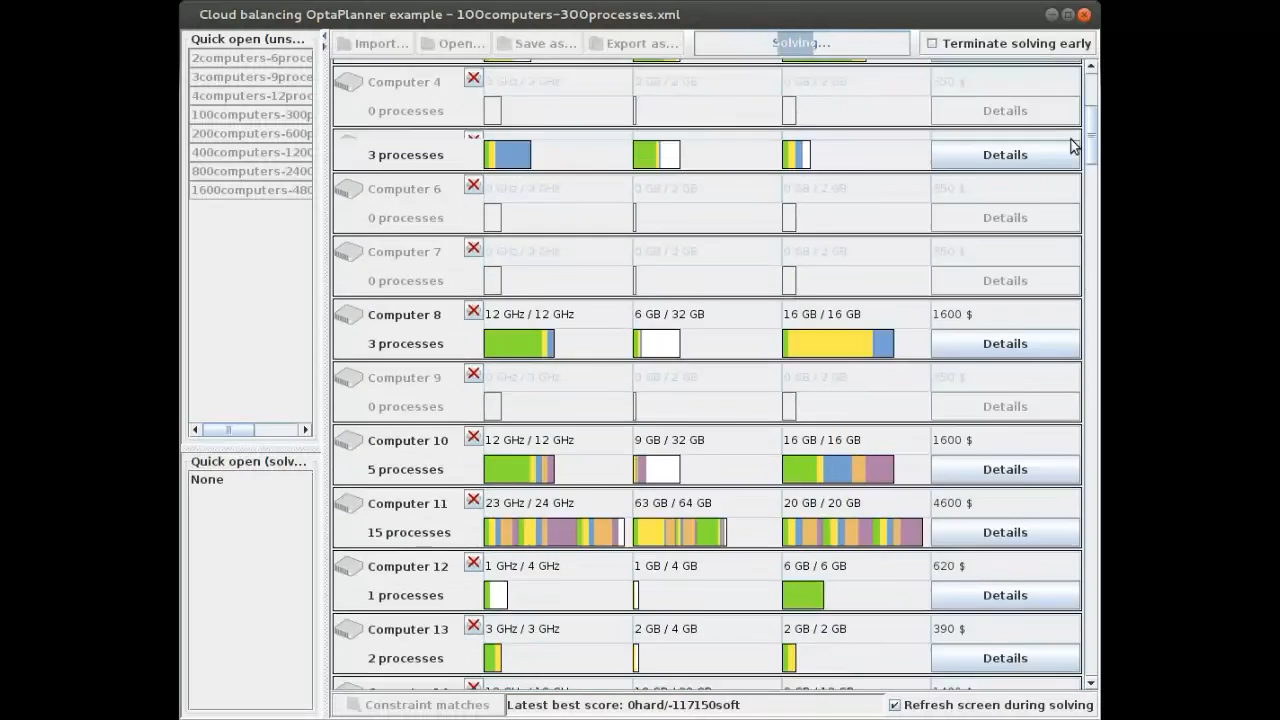 Cloud balancing OptaPlanner example – 100computers-300processes.xml
Quick open (uns...
2computers-6proce
3computers-9proce
4computers-12proc
100computers-300p
200computers-600p
400computers-1200
800computers-2400
1600computers-480
Quick open (solv...
None
Import... Open... Save as... Export as... Solving... Terminate solving early
Computer 4
0 processes Details
3 processes Details
Computer 6
0 processes Details
Computer 7
0 processes Details
Computer 8 12 GHz / 12 GHz 6 GB / 32 GB 16 GB / 16 GB 1600 $
3 processes Details
Computer 9
0 processes Details
Computer 10 12 GHz / 12 GHz 9 GB / 32 GB 16 GB / 16 GB 1600 $
5 processes Details
Computer 11 23 GHz / 24 GHz 63 GB / 64 GB 20 GB / 20 GB 4600 $
15 processes Details
Computer 12 1 GHz / 4 GHz 1 GB / 4 GB 6 GB / 6 GB 620 $
1 processes Details
Computer 13 3 GHz / 3 GHz 2 GB / 4 GB 2 GB / 2 GB 390 $
2 processes Details
Constraint matches Latest best score: 0hard/-117150soft Refresh screen during solving